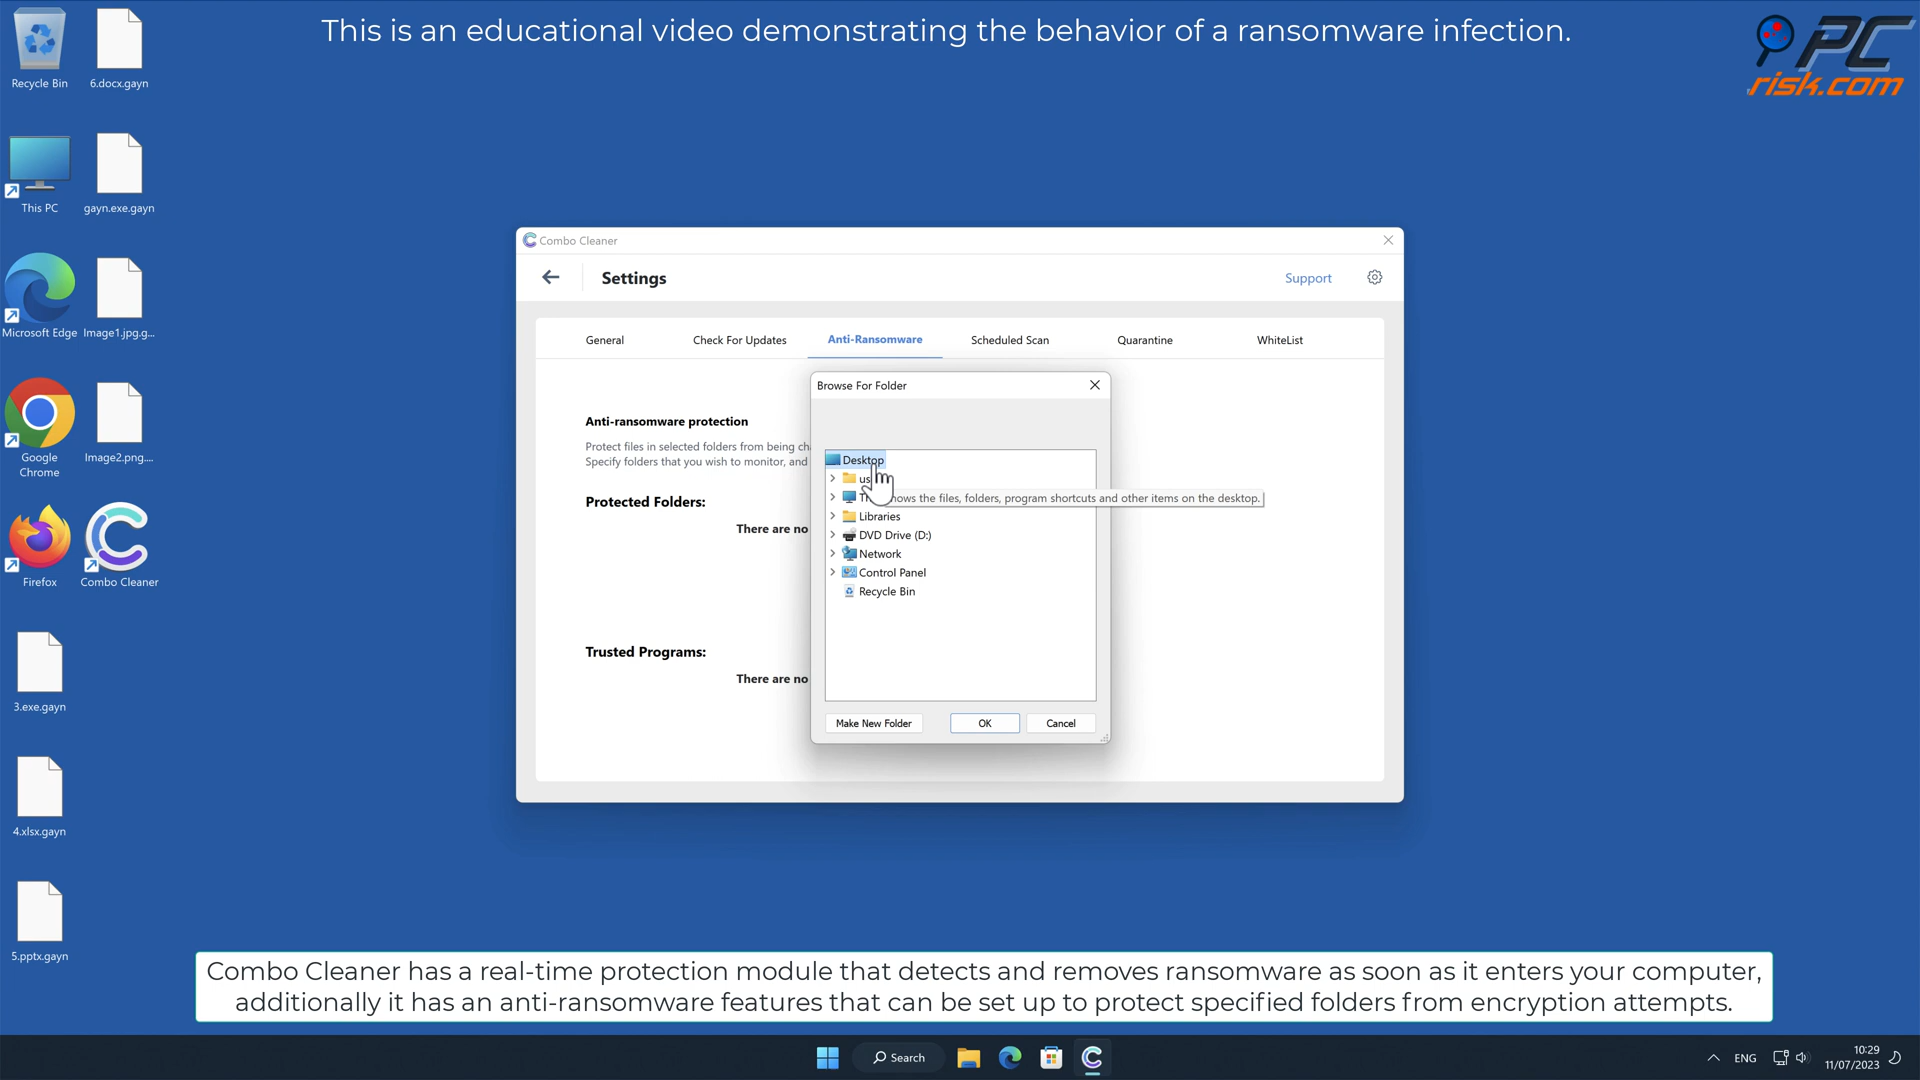 This is an educational video demonstrating the behavior of a ransomware infection.
PC
risk.com
Recycle Bin
6.docx.gayn
This PC
gayn.exe.gayn
Microsoft Edge
Image1.jpg.g...
Google
Chrome
Image2.png....
Firefox
Combo Cleaner
3.exe.gayn
4.xlsx.gayn
5.pptx.gayn
Combo Cleaner
Settings
Support
General
Check For Updates
Anti-Ransomware
Scheduled Scan
Quarantine
WhiteList
Anti-ransomware protection
Protect files in selected folders from being
Specify folders that you wish to monitor, and
Protected Folders:
There are no
Trusted Programs:
There are no
Browse For Folder
Desktop
the files, folders, program shortcuts and other items on the desktop.
Libraries
DVD Drive (D:)
Network
Control Panel
Recycle Bin
Make New Folder
OK
Cancel
Combo Cleaner has a real-time protection module that detects and removes ransomware as soon as it enters your computer,
additionally it has an anti-ransomware features that can be set up to protect specified folders from encryption attempts.
Search
ENG
10:29
11/07/2023